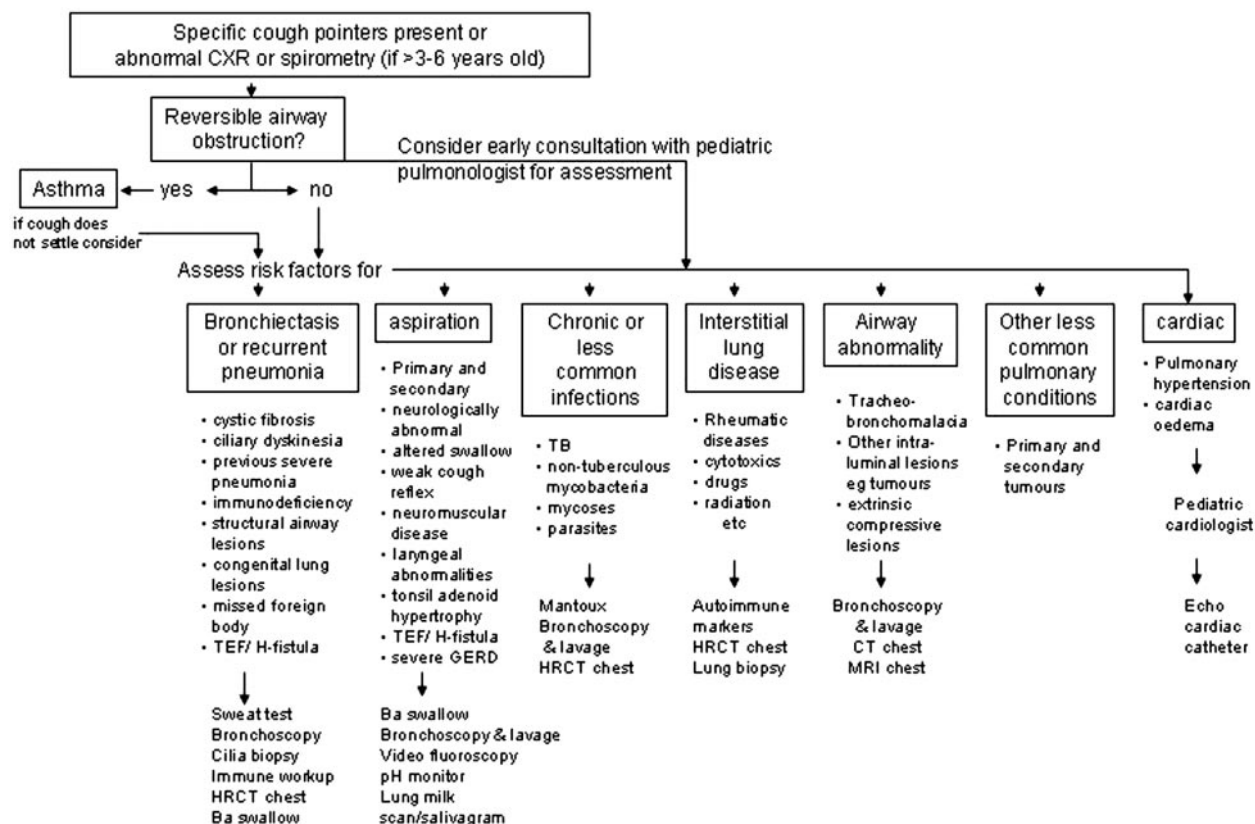 Specific cough pointers present or
abnormal CXR or spirometry (if >3-6 years old)
Reversible airway
obstruction?
Consider early consultation with pediatric
pulmonologist for assessment
Asthma
yes
no
if cough does
not settle consider
Assess risk factors for
Bronchiectasis
or recurrent
pneumonia
• cystic fibrosis
• ciliary dyskinesia
• previous severe
pneumonia
• immunodeficiency
• structural airway
lesions
• congenital lung
lesions
• missed foreign
body
• TEF/ H-fistula
Sweat test
Bronchoscopy
Cilia biopsy
Immune workup
HRCT chest
Ba swallow
aspiration
• Primary and
secondary
• neurologically
abnormal
• altered swallow
• weak cough
reflex
• neuromuscular
disease
• laryngeal
abnormalities
• tonsil adenoid
hypertrophy
• TEF/ H-fistula
• severe GERD
Ba swallow
Bronchoscopy & lavage
Video fluoroscopy
pH monitor
Lung milk
scan/salivagram
Chronic or
less
common
infections
• TB
• non-tuberculous
mycobacteria
• mycoses
• parasites
Mantoux
Bronchoscopy
& lavage
HRCT chest
Interstitial
lung
disease
• Rheumatic
diseases
• cytotoxics
• drugs
• radiation
etc
Autoimmune
markers
HRCT chest
Lung biopsy
Airway
abnormality
• Tracheo-
bronchomalacia
• Other intra-
luminal lesions
eg tumours
• extrinsic
compressive
lesions
Bronchoscopy
& lavage
CT chest
MRI chest
Other less
common
pulmonary
conditions
• Primary and
secondary
tumours
cardiac
• Pulmonary
hypertension
• cardiac
oedema
Pediatric
cardiologist
Echo
cardiac
catheter